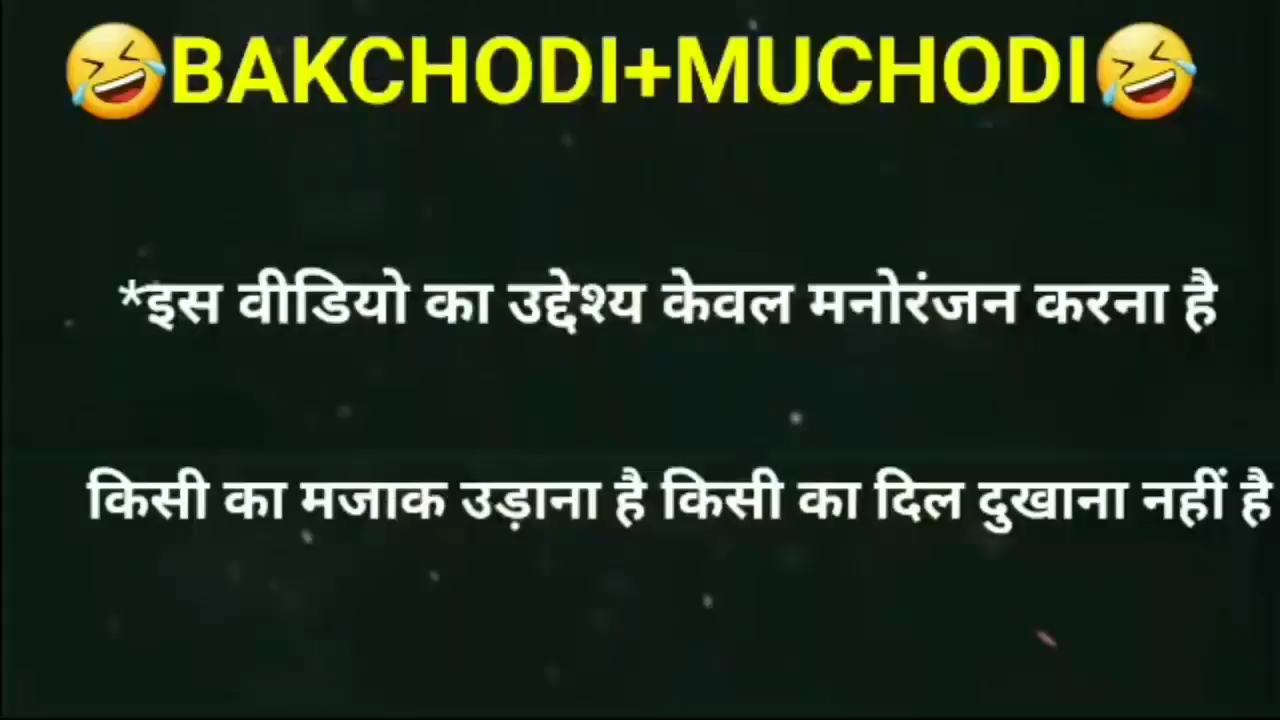 🤣BAKCHODI+MUCHODI🤣
*इस वीडियो का उद्देश्य केवल मनोरंजन करना है
किसी का मजाक उड़ाना है किसी का दिल दुखाना नहीं है